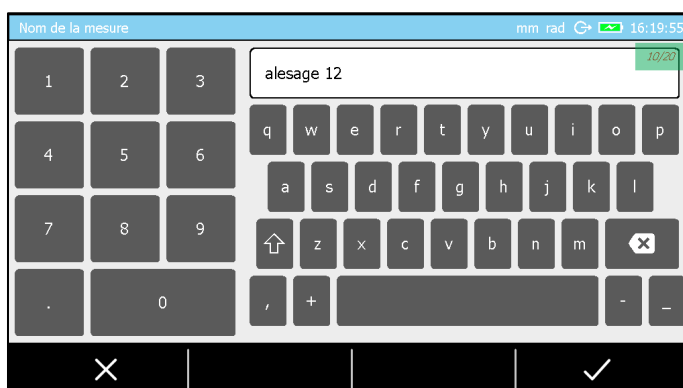 Nom de la mesure mm rad 16:19:55
10/20
alesage 12
1 2 3
q w e r t y u i o p
4 5 6
a s d f g h j k l
7 8 9
z x c v b n m
. 0
, + - _